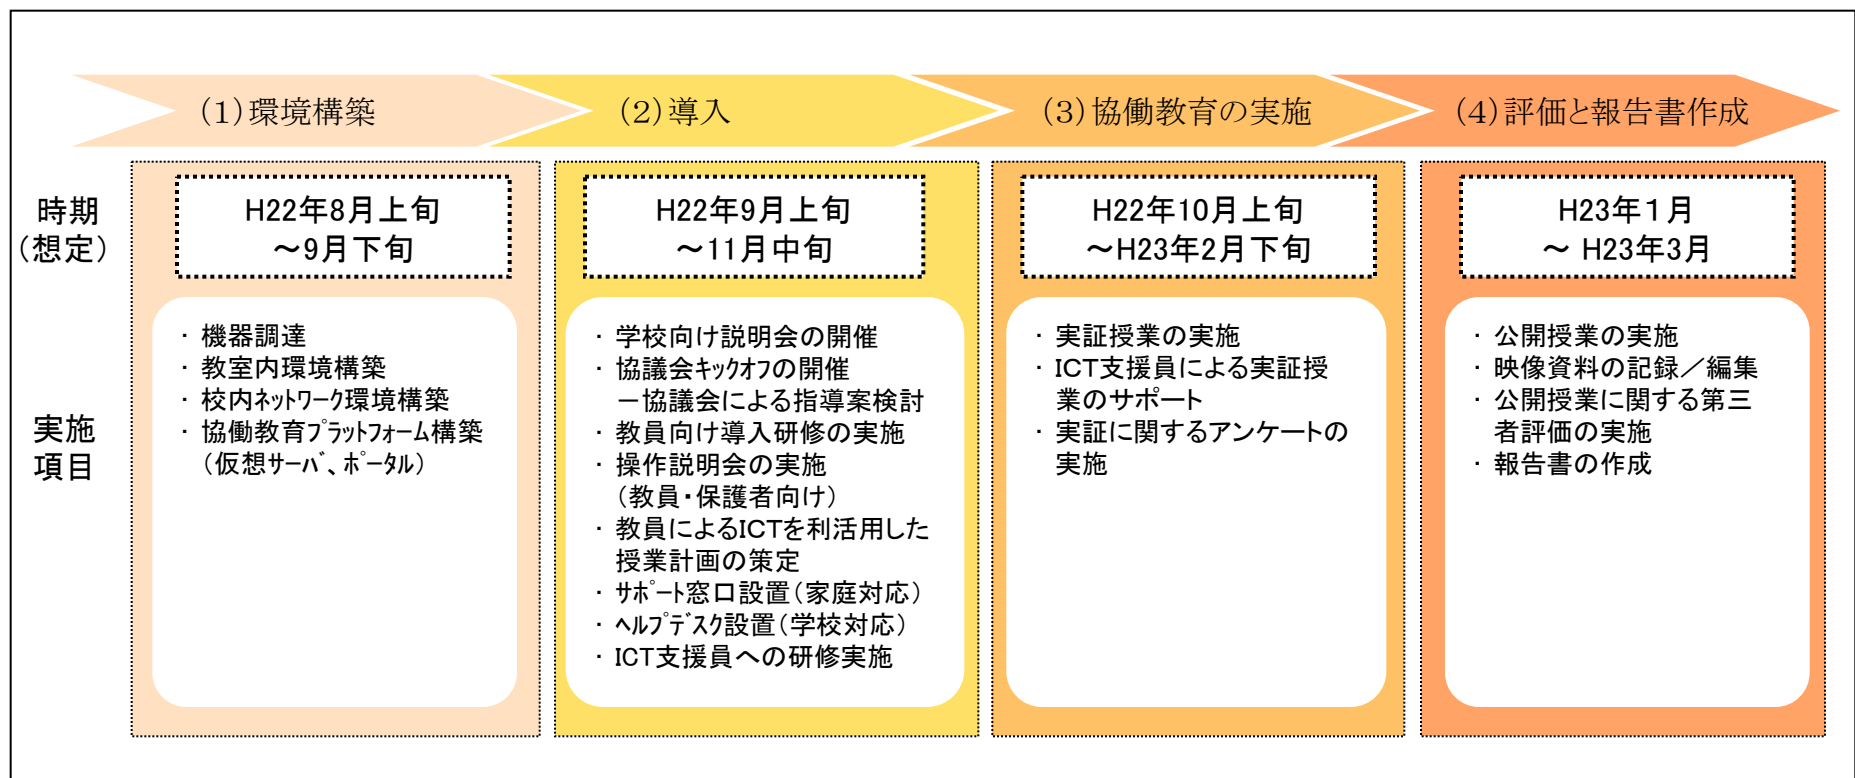 (1)環境構築
(2)導入
(3)協働教育の実施
(4)評価と報告書作成
時期
(想定)
H22年8月上旬
～9月下旬
H22年9月上旬
～11月中旬
H22年10月上旬
～H23年2月下旬
H23年１月
～ H23年3月
実施
項目
・ 機器調達
・ 教室内環境構築
・ 校内ﾈｯﾄワーク環境構築
・ 協働教育ﾌﾟﾗｯﾄﾌｫｰﾑ構築
(仮想ｻｰﾊﾞ、ﾎﾟｰﾀﾙ)
・ 学校向け説明会の開催
・ 協議会ｷｯｸｵﾌの開催
－協議会による指導案検討
・ 教員向け導入研修の実施
・ 操作説明会の実施
(教員・保護者向け)
・ 教員によるICTを利活用した
授業計画の策定
・ ｻﾎﾟｰﾄ窓口設置(家庭対応)
・ ﾍﾙﾌﾟﾃﾞｽｸ設置(学校対応)
・ ICT支援員への研修実施
・ 実証授業の実施
・ ICT支援員による実証授
業のサポート
・ 実証に関するアンケートの
実施
・ 公開授業の実施
・ 映像資料の記録／編集
・ 公開授業に関する第三
者評価の実施
・ 報告書の作成